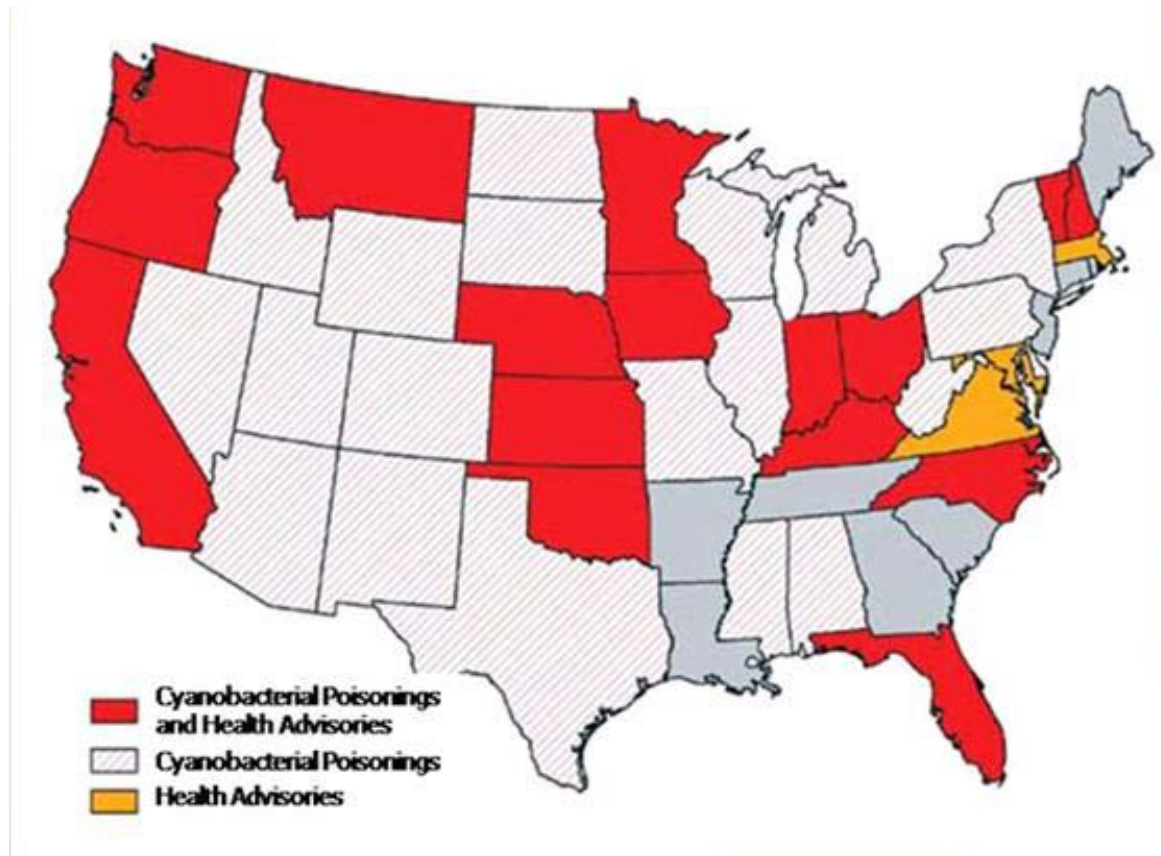 Cyanobacterial Poisonings
and Health Advisories
Cyanobacterial Poisonings
Health Advisories